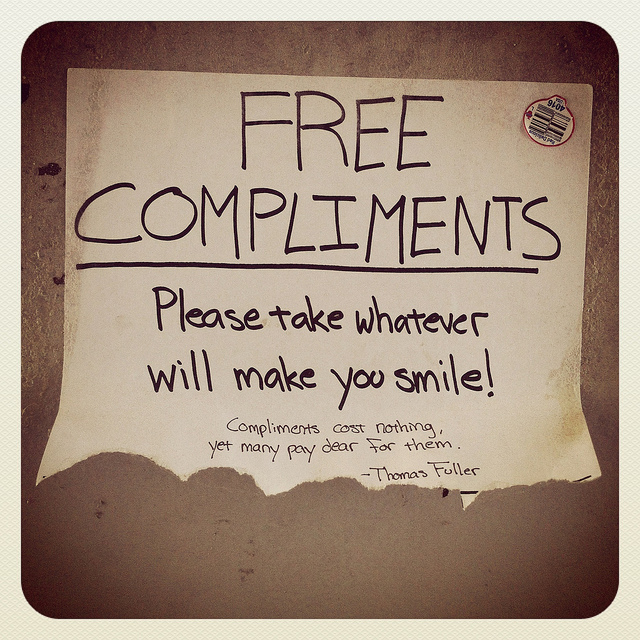 FREE
COMPLIMENTS
Please take whatever
will make you smile!
Compliments cost nothing,
yet many pay dear for them.
-Thomas Fuller
4016